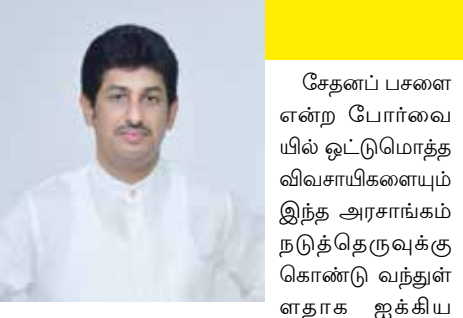 சேதனப் பசளை
என்ற போர்வை
யில் ஒட்டுமொத்த
விவசாயிகளையும்
இந்த அரசாங்கம்
நடுத்தெருவுக்கு
கொண்டு வந்துள்
ளதாக ஐக்கிய